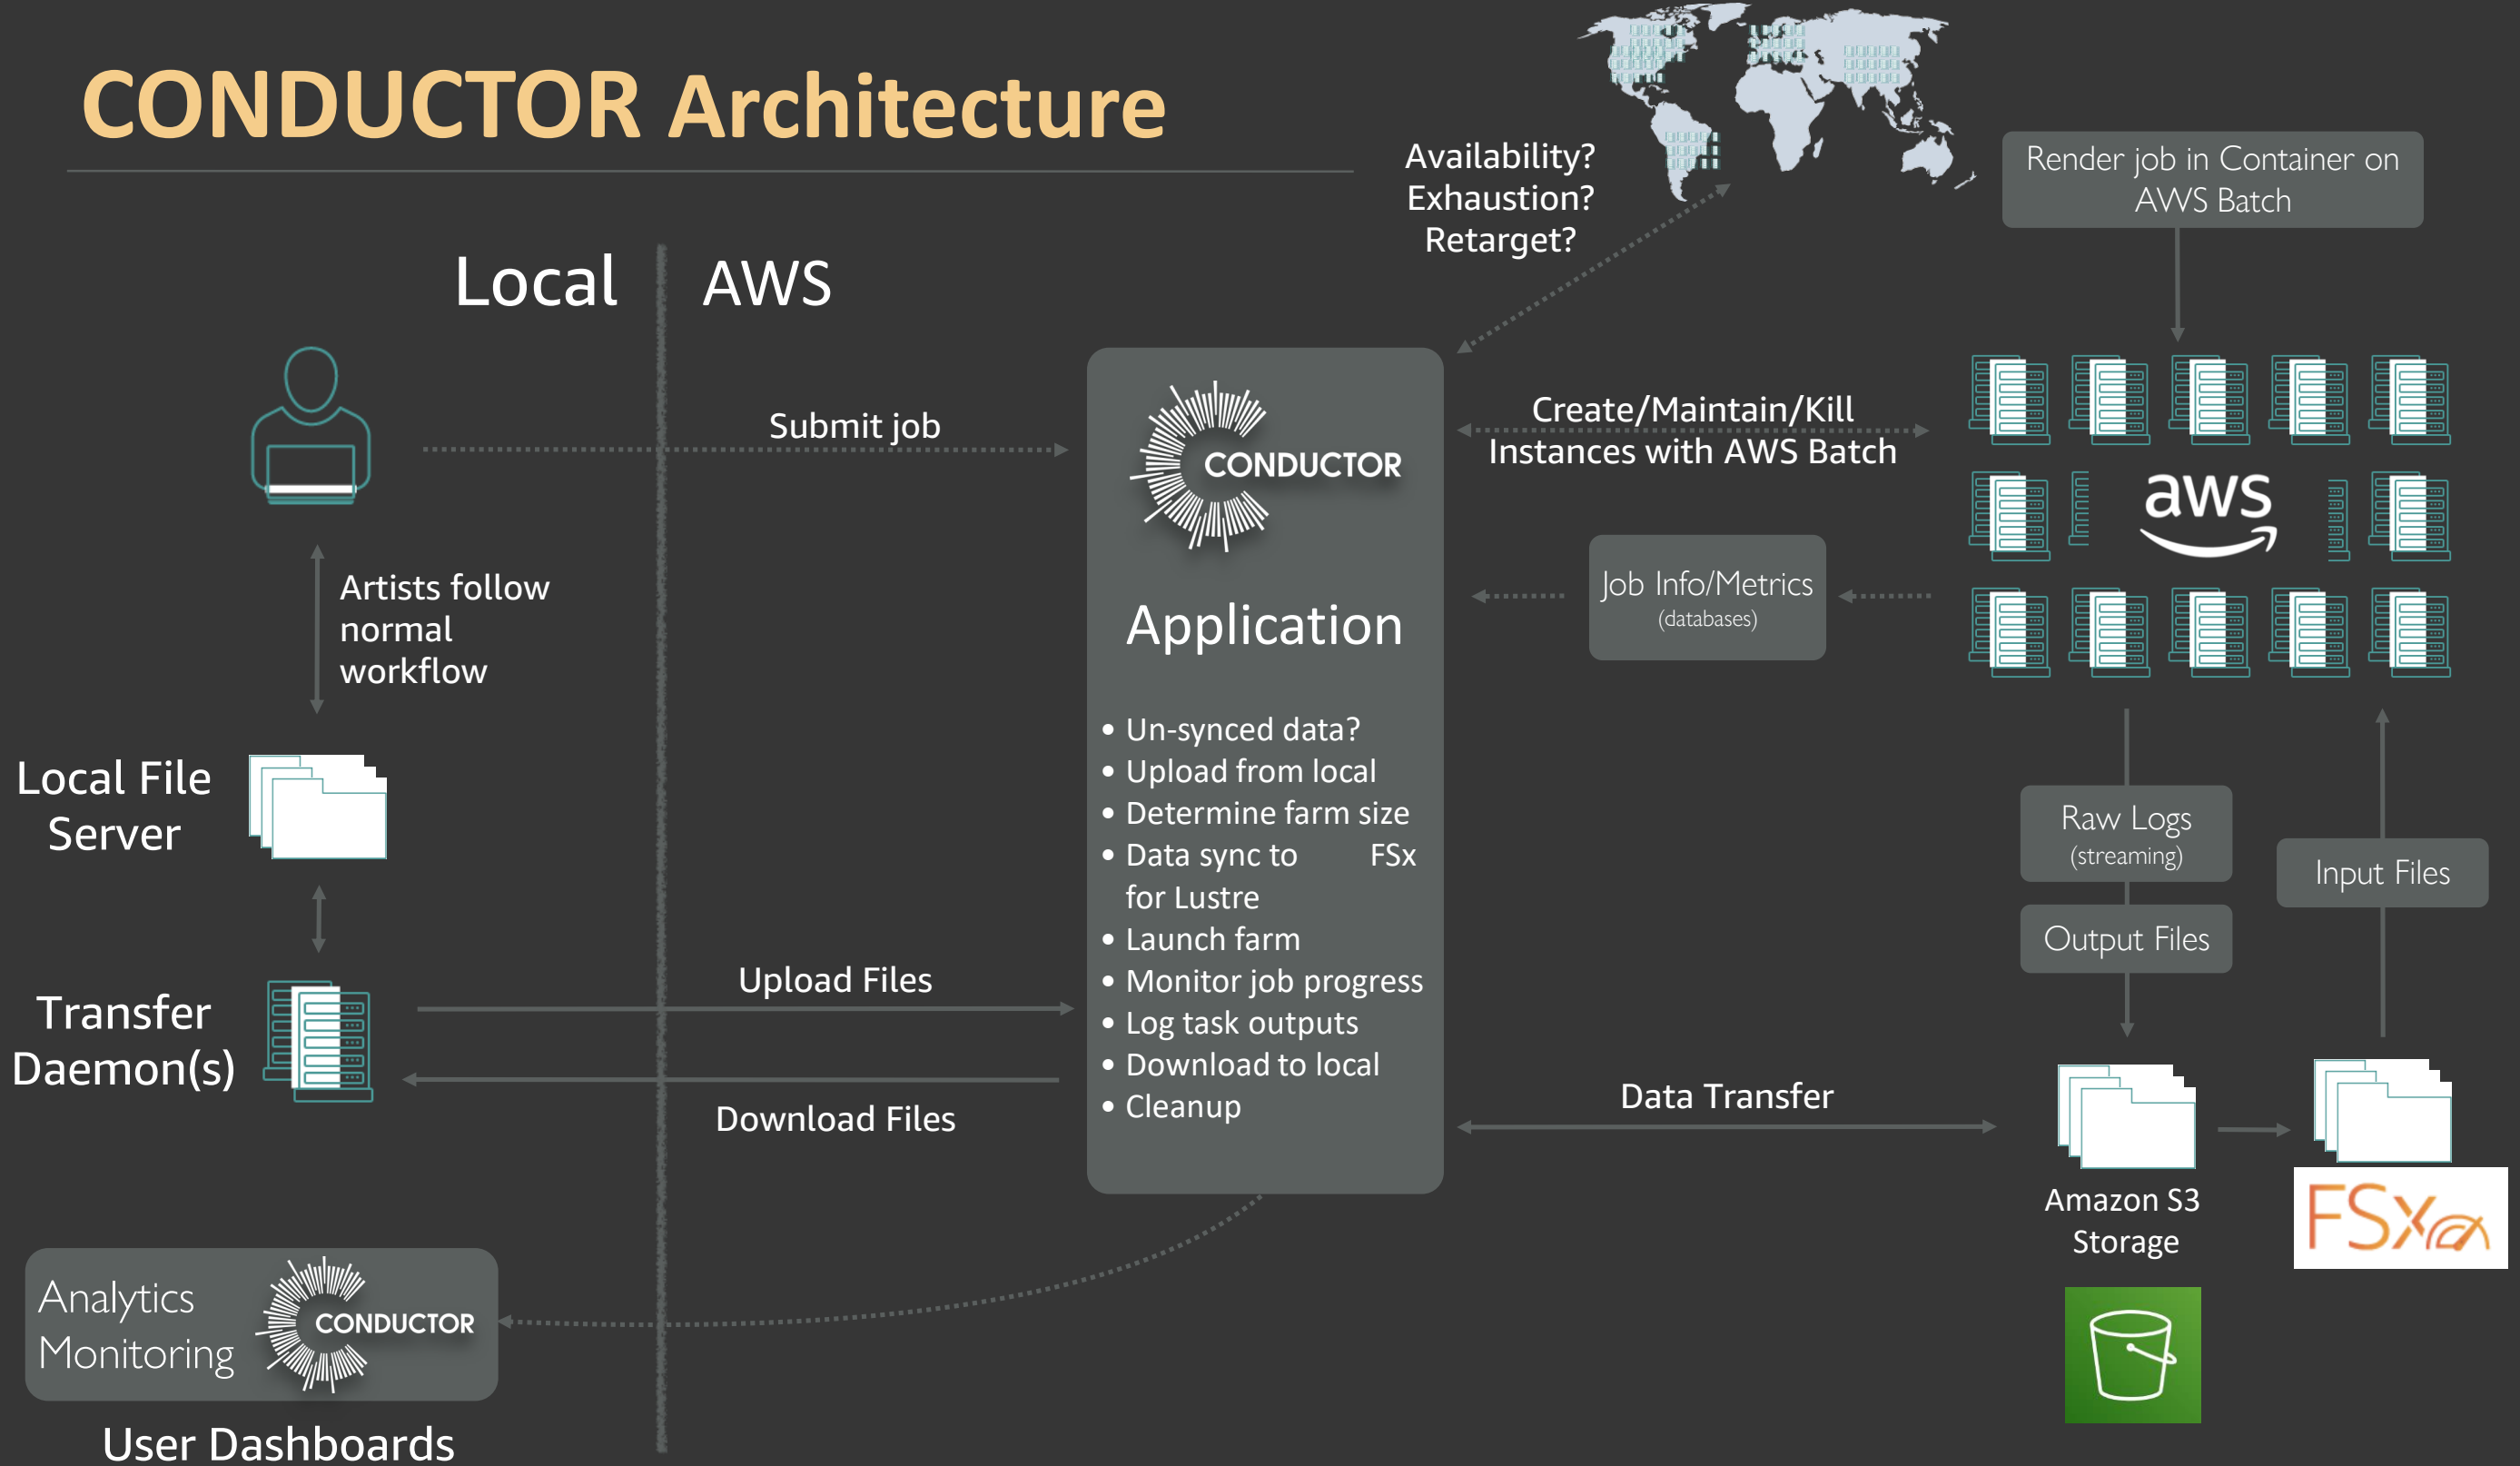 CONDUCTOR Architecture
Availability?
Exhaustion?
Retarget?
Render job in Container on
AWS Batch
Local
AWS
Submit job
CONDUCTOR
Application
• Un-synced data?
• Upload from local
• Determine farm size
• Data sync to FSx
for Lustre
• Launch farm
• Monitor job progress
• Log task outputs
• Download to local
• Cleanup
Create/Maintain/Kill
Instances with AWS Batch
aws
Job Info/Metrics
(databases)
Artists follow
normal
workflow
Local File
Server
Transfer
Daemon(s)
Upload Files
Download Files
Raw Logs
(streaming)
Output Files
Input Files
Data Transfer
Amazon S3
Storage
FSx
Analytics
Monitoring
CONDUCTOR
User Dashboards